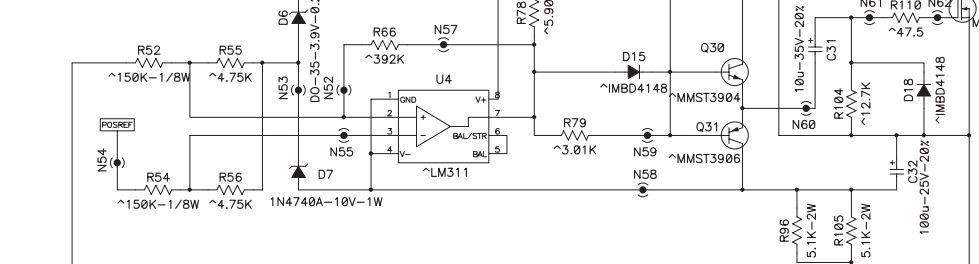 D6
DO-35-3.9V-0.
R52
^150K-1/8W
R55
^4.75K
N53
N52
R66
^392K
N57
R78
^5.90
D15
^IMBD4148
Q30
^MMST3904
10u-35V-20%
C31
N61
R110
N62
^47.5
R104
^12.7K
D18
^IMBD4148
N60
POSREF
N54
U4
1
GND
V+
8
2
+
7
3
-
BAL/STR
6
4
V-
BAL
5
^LM311
N55
R79
^3.01K
N59
Q31
^MMST3906
N58
R54
^150K-1/8W
R56
^4.75K
D7
1N4740A-10V-1W
C32
100u-25V-20%
R96
5.1K-2W
R105
5.1K-2W